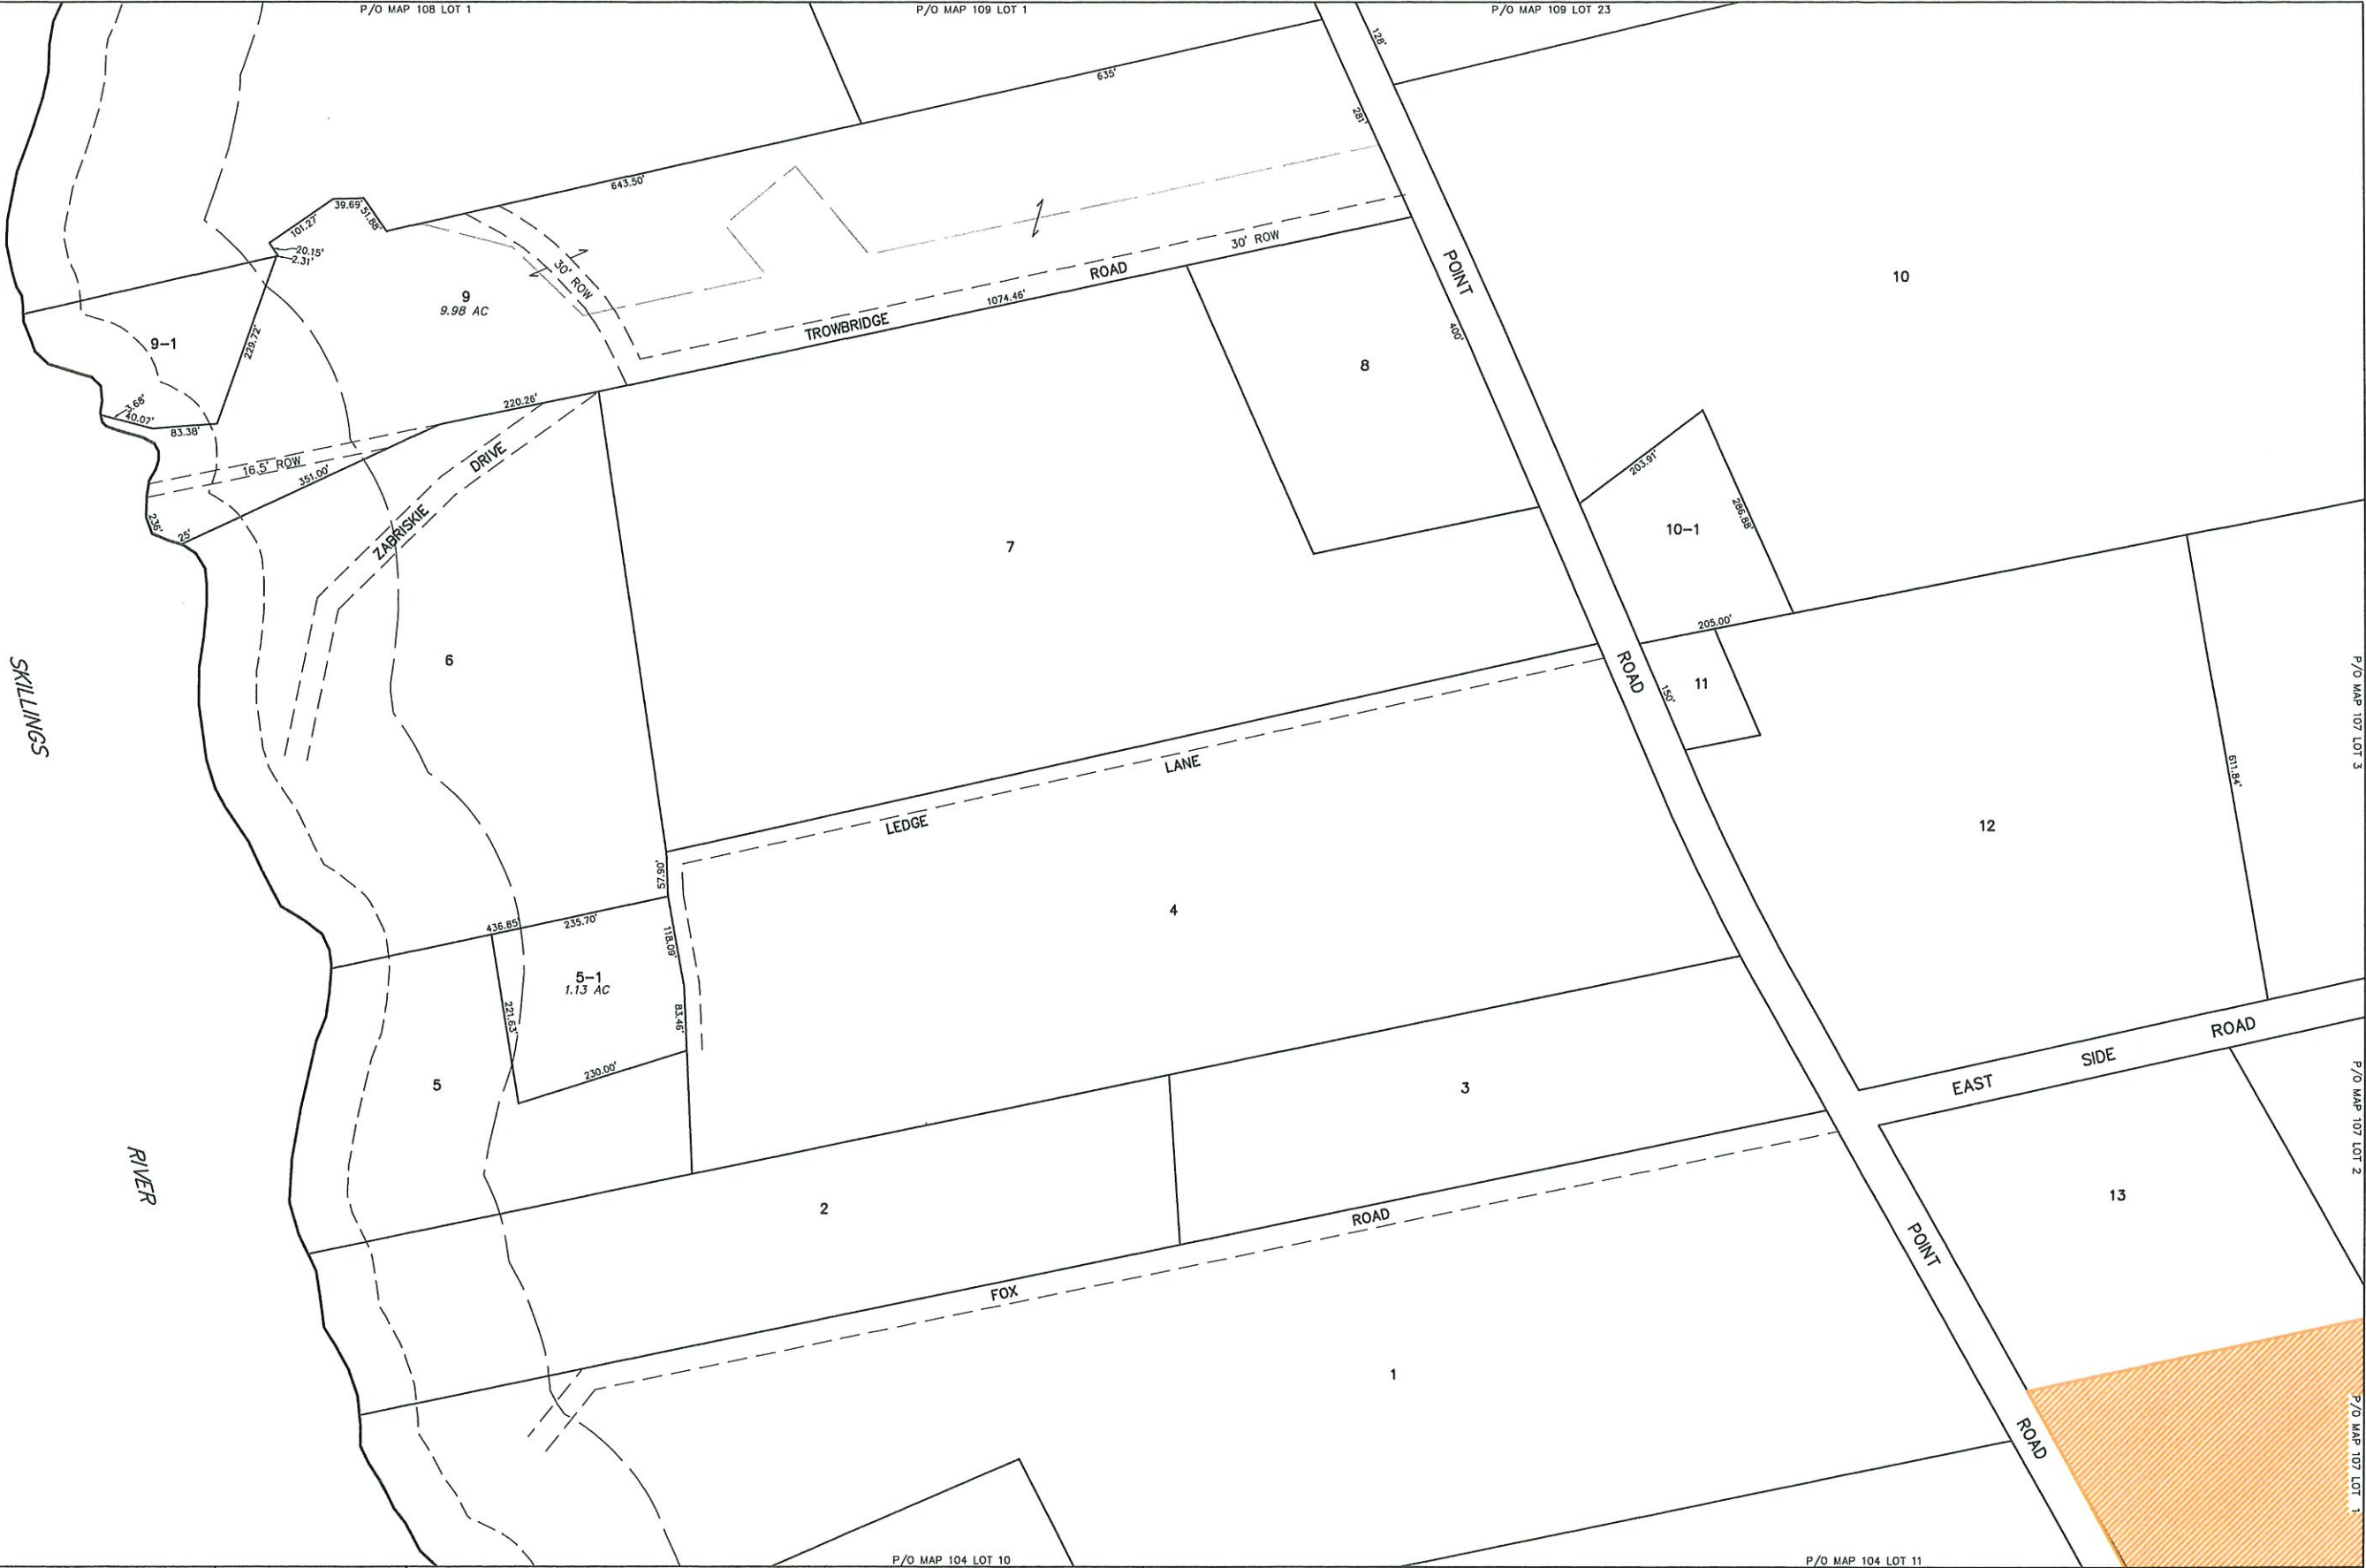 P/O MAP 108 LOT 1
P/O MAP 109 LOT 1
P/O MAP 109 LOT 23
128'
635'
281'
643.50'
39.69'
51.88'
101.27'
20.15'
2.31'
30' ROW
30' ROW
TROWBRIDGE
ROAD
1074.46'
9
9.98 AC
9-1
229.72'
3.68'
40.07'
83.38'
220.26'
16.5' ROW
351.00'
236'
25'
ZABRISKIE
DRIVE
POINT
400'
8
10
203.91'
286.88'
10-1
7
205.00'
6
ROAD
150'
11
SKILLINGS
P/O MAP 107 LOT 3
611.84'
LEDGE
LANE
12
57.90'
436.85'
235.70'
118.09'
4
5-1
1.13 AC
221.63'
83.46'
230.00'
5
3
EAST
SIDE
ROAD
P/O MAP 107 LOT 2
RIVER
2
13
FOX
ROAD
POINT
1
ROAD
P/O MAP 107 LOT 1
P/O MAP 104 LOT 10
P/O MAP 104 LOT 11